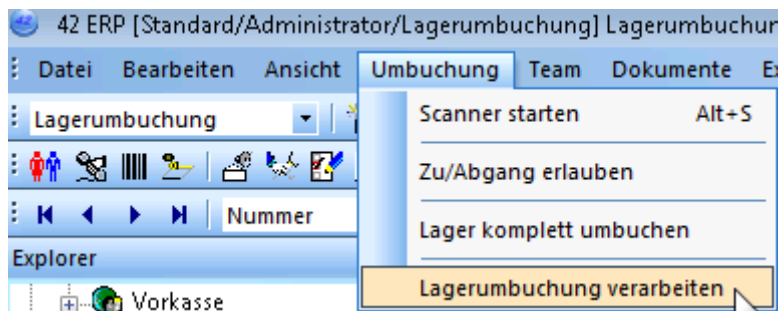 42 ERP [Standard/Administrator/Lagerumbuchung] Lagerumbuchun
Datei Bearbeiten Ansicht Umbuchung Team Dokumente
Lagerumbuchung
Scanner starten Alt+S
Zu/Abgang erlauben
Nummer
Lager komplett umbuchen
Explorer
Lagerumbuchung verarbeiten
Vorkasse